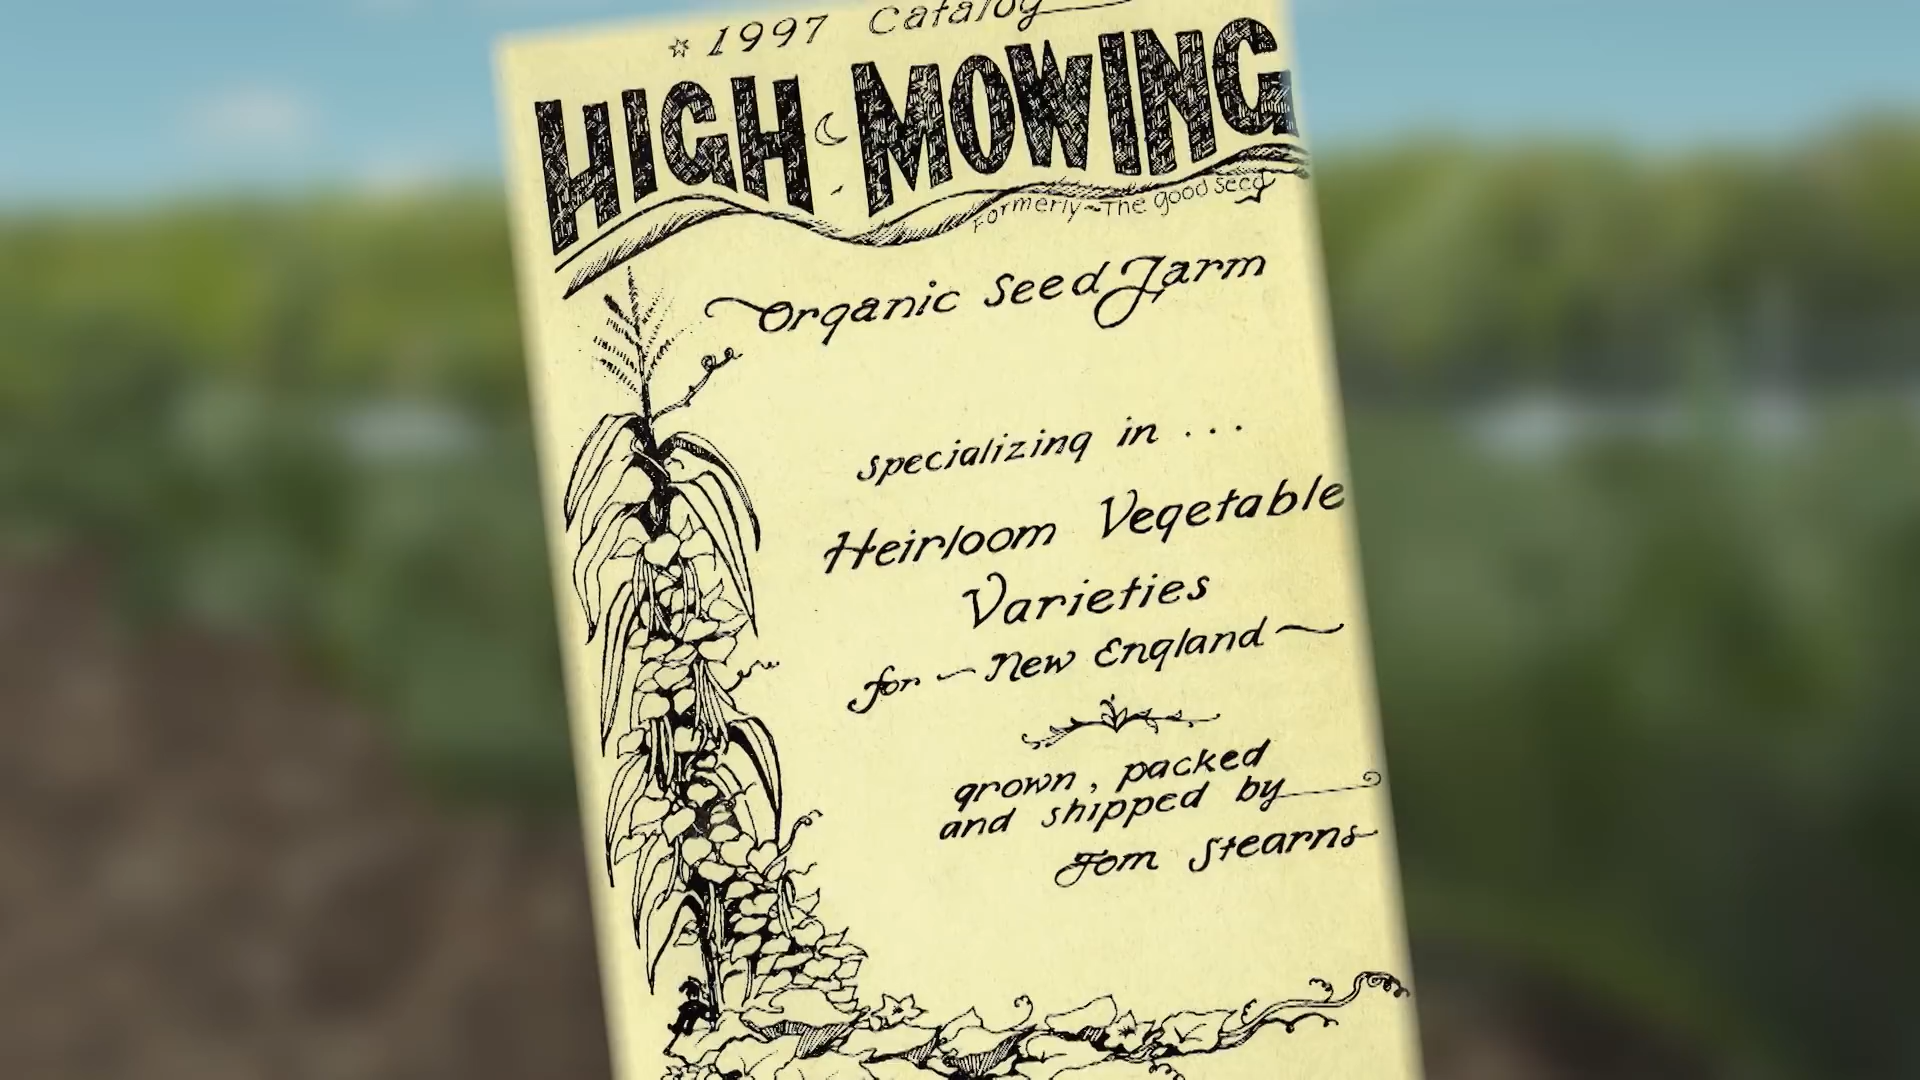 1997 Catalog
HIGH MOWING
Formerly~The good seed
Organic Seed Farm
specializing in ...
Heirloom Vegetable
Varieties
for ~ New England ~
grown, packed
and shipped by
Tom Stearns